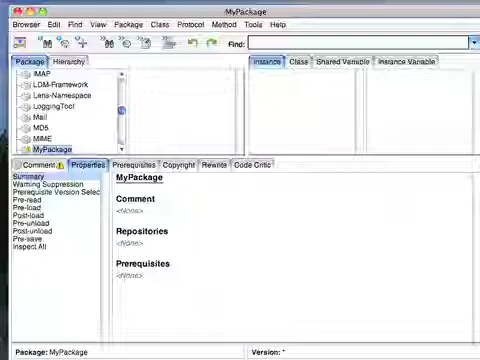 MyPackage
Browser Edit Find View Package Class Protocol Method Tools Help
Find:
Package Hierarchy
Instance Class Shared Variable Instance Variable
IMAP
LDM-Framework
Lens-Namespace
LoggingTool
Mail
MD5
MIME
MyPackage
Comment Properties Prerequisites Copyright Rewrite Code Critic
Summary
Warning Suppression
Prerequisite Version Selec
Pre-read
Pre-load
Post-load
Pre-unload
Post-unload
Pre-save
Inspect All
MyPackage
Comment
<None>
Repositories
<None>
Prerequisites
<None>
Package: MyPackage
Version: *